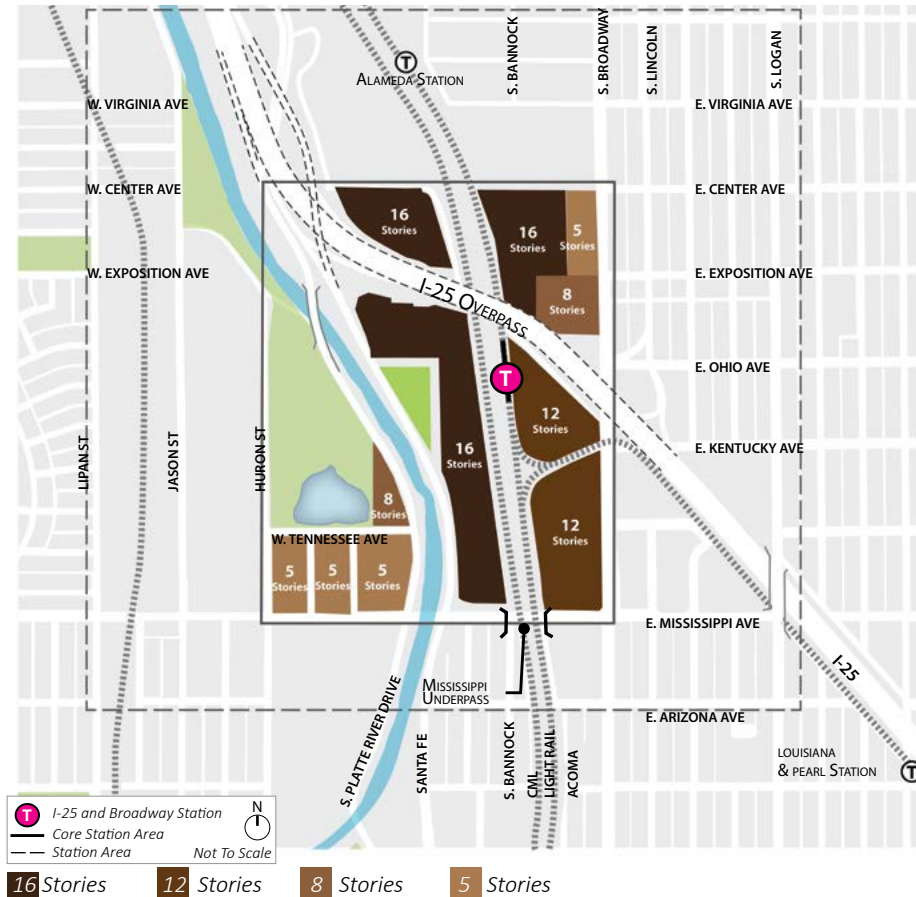 T
ALAMEDA STATION
S. BANNOCK
S. BROADWAY
S. LINCOLN
S. LOGAN
W. VIRGINIA AVE
E. VIRGINIA AVE
W. CENTER AVE
E. CENTER AVE
16
Stories
16
Stories
5
Stories
W. EXPOSITION AVE
E. EXPOSITION AVE
8
Stories
I-25 OVERPASS
E. OHIO AVE
T
12
Stories
LIPAN ST
JASON ST
HURON ST
16
Stories
E. KENTUCKY AVE
8
Stories
12
Stories
W. TENNESSEE AVE
5
Stories
5
Stories
5
Stories
E. MISSISSIPPI AVE
I-25
MISSISSIPPI
UNDERPASS
E. ARIZONA AVE
S. PLATTE RIVER DRIVE
SANTA FE
S. BANNOCK
CML
LIGHT RAIL
ACOMA
LOUISIANA
& PEARL STATION
T
T I-25 and Broadway Station
N
Core Station Area
Station Area
Not To Scale
16 Stories
12 Stories
8 Stories
5 Stories